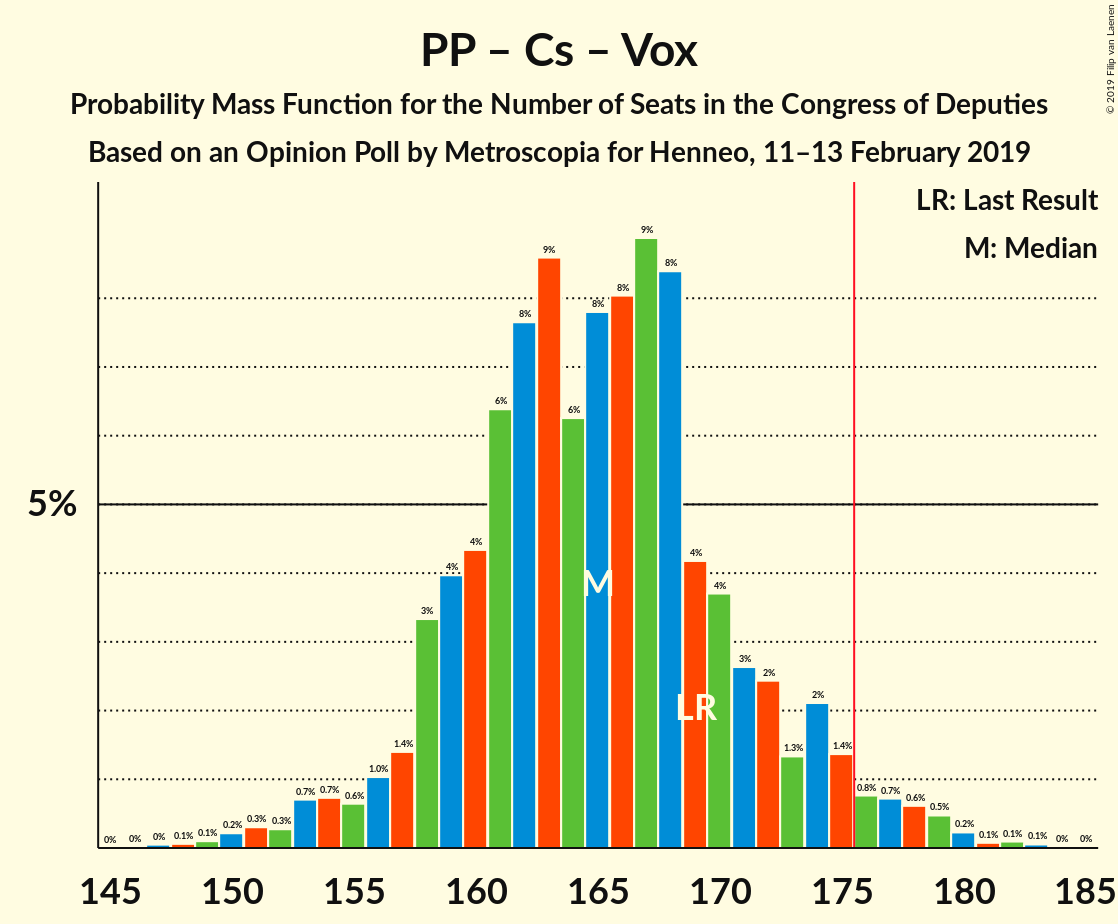 PP – Cs – Vox
Probability Mass Function for the Number of Seats in the Congress of Deputies
Based on an Opinion Poll by Metroscopia for Henneo, 11–13 February 2019
© 2019 Filip van Laenen
LR: Last Result
M: Median
5%
0% 0% 0% 0.1% 0.1% 0.2% 0.3% 0.3% 0.7% 0.7% 0.6% 1.0% 1.4% 3% 4% 4% 6% 8% 9% 6% 8% 8% 9% 8% 4% 4% 3% 2% 1.3% 2% 1.4% 0.8% 0.7% 0.6% 0.5% 0.2% 0.1% 0.1% 0.1% 0% 0%
M
LR
145 150 155 160 165 170 175 180 185